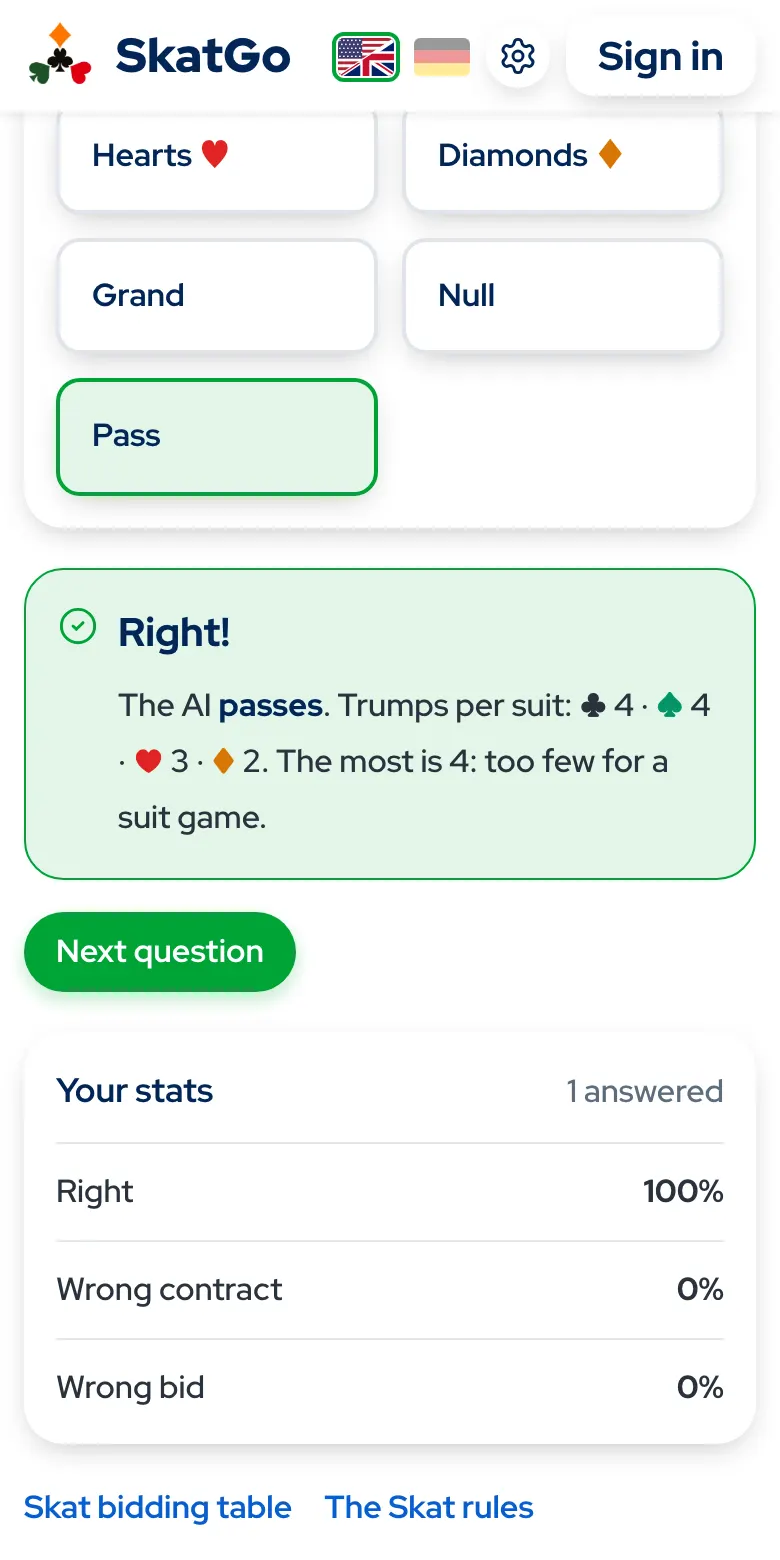 SkatGo
Sign in
Hearts ♥
Diamonds ♦
Grand
Null
Pass
Right!
The AI passes. Trumps per suit: ♣ 4 · ♠ 4
· ♥ 3 · ♦ 2. The most is 4: too few for a
suit game.
Next question
Your stats
1 answered
Right
100%
Wrong contract
0%
Wrong bid
0%
Skat bidding table
The Skat rules